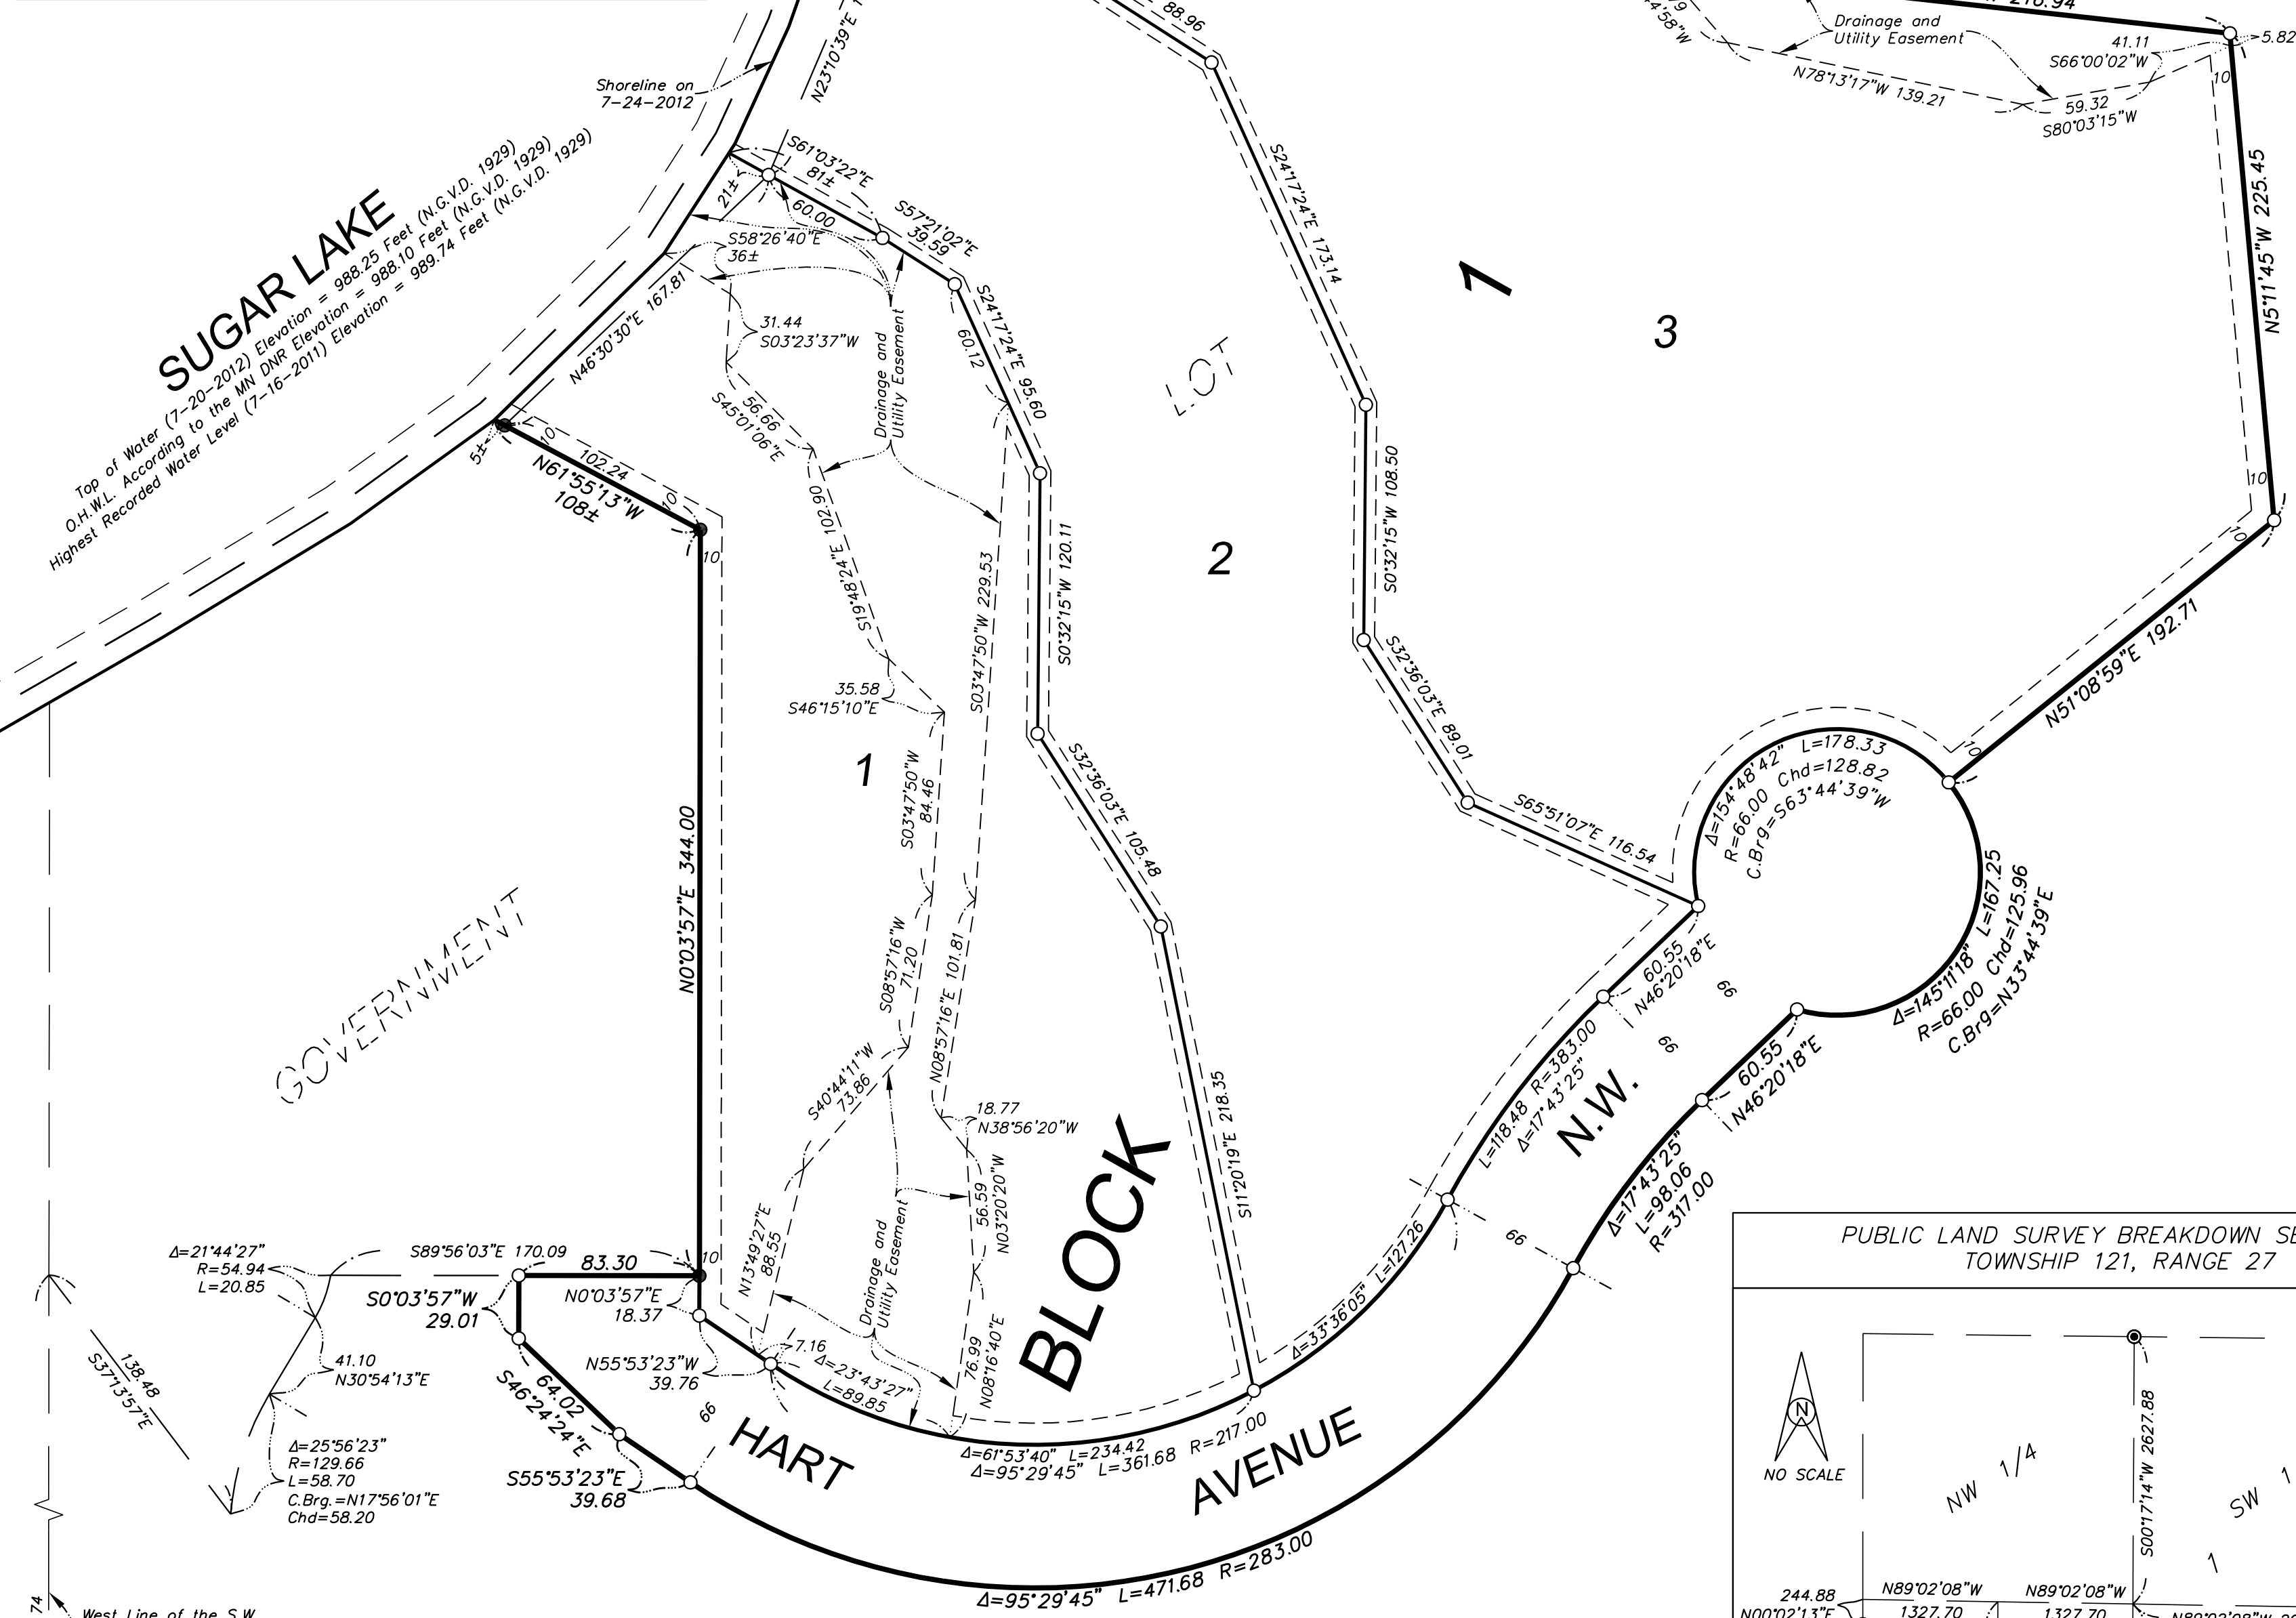 88.96
216.94
Drainage and
Utility Easement
41.11
S66°00'02"W
5.82
10
N78°13'17"W 139.21
59.32
S80°03'15"W
Shoreline on
7-24-2012
N23°10'39"E
SUGAR LAKE
Top of Water (7-20-2012) Elevation = 988.25 Feet (N.G.V.D. 1929)
O.H.W.L. According to the MN DNR Elevation = 988.10 Feet (N.G.V.D. 1929)
Highest Recorded Water Level (7-16-2011) Elevation = 989.74 Feet (N.G.V.D. 1929)
S61°03'22"E
81±
21±
60.00
S57°21'02"E
39.59
S58°26'40"E
36±
N46°30'30"E 167.81
31.44
S03°23'37"W
Drainage and
Utility Easement
S24°17'24"E 95.60
60.12
S24°17'24"E 173.14
1
3
LOT
N5°11'45"W 225.45
5±
10
102.24
N61°55'13"W
108±
10
10
56.66
S45°01'06"E
S19°48'24"E 102.90
S03°47'50"W 229.53
S0°32'15"W 120.11
2
S0°32'15"W 108.50
10
10
N51°08'59"E 192.71
35.58
S46°15'10"E
1
S03°47'50"W
84.46
S32°36'03"E 105.48
S32°36'03"E 89.01
S65°51'07"E 116.54
Δ=154°48'42" L=178.33
R=66.00 Chd=128.82
C.Brg=S63°44'39"W
10
N0°03'57"E 344.00
GOVERNMENT
S08°57'16"W
71.20
N08°57'16"E 101.81
60.55
N46°20'18"E
66
66
Δ=145°11'18" L=167.25
R=66.00 Chd=125.96
C.Brg=N33°44'39"E
S40°44'11"W
73.86
18.77
N38°56'20"W
L=118.48 R=383.00
Δ=17°43'25"
N.W.
60.55
N46°20'18"E
BLOCK
S11°20'19"E 218.35
56.59
N03°20'20"W
Δ=17°43'25"
L=98.06
R=317.00
66
N13°49'27"E
88.55
Drainage and
Utility Easement
Δ=33°36'05" L=127.26
Δ=21°44'27"
R=54.94
L=20.85
S89°56'03"E 170.09
83.30
10
S0°03'57"W
29.01
N0°03'57"E
18.37
7.16
N55°53'23"W
39.76
Δ=23°43'27"
L=89.85
76.99
N08°16'40"E
138.48
S37°13'57"E
41.10
N30°54'13"E
64.02
S46°24'24"E
66
HART
AVENUE
Δ=61°53'40" L=234.42
Δ=95°29'45" L=361.68 R=217.00
Δ=25°56'23"
R=129.66
L=58.70
C.Brg.=N17°56'01"E
Chd=58.20
S55°53'23"E
39.68
Δ=95°29'45" L=471.68 R=283.00
74
West Line of the S.W.
PUBLIC LAND SURVEY BREAKDOWN
TOWNSHIP 121, RANGE 27
N
NO SCALE
NW 1/4
S00°17'14"W 2627.88
SW 1
1
244.88
N00°02'13"E
N89°02'08"W
1327.70
N89°02'08"W
1327.70
N89°02'08"W